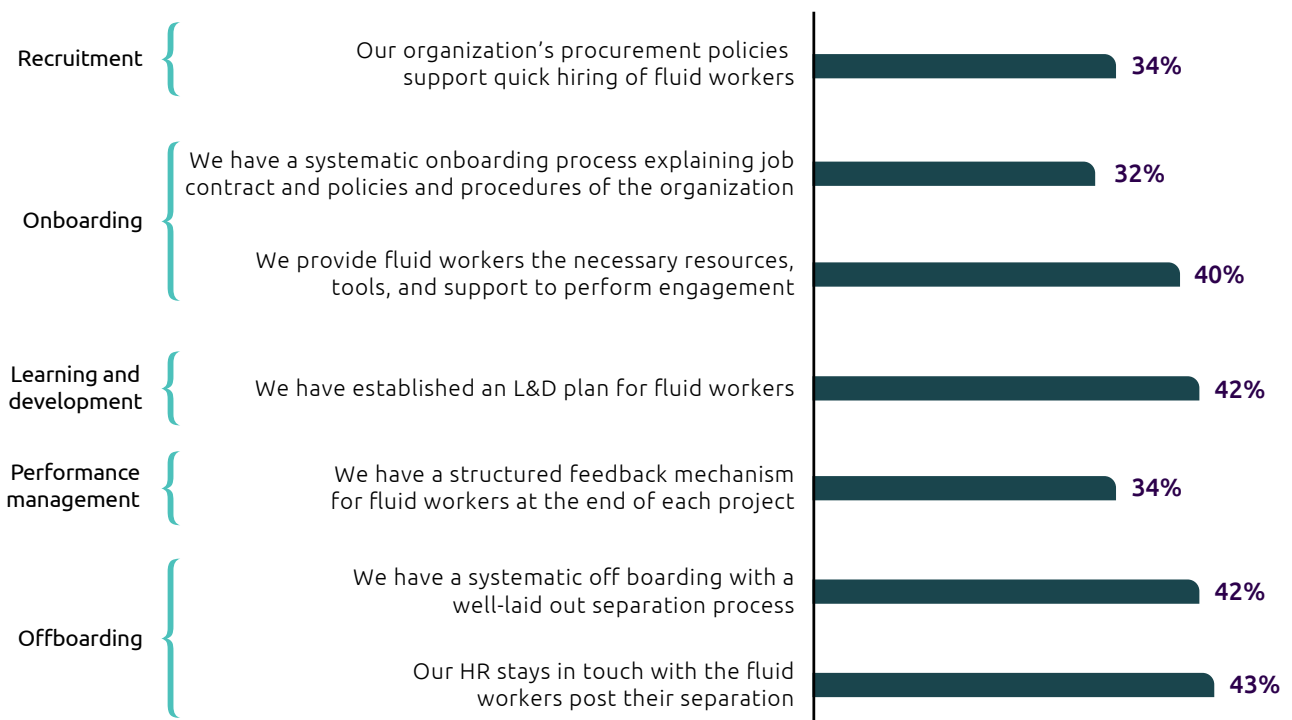 Recruitment
Our organization’s procurement policies
support quick hiring of fluid workers
34%
Onboarding
We have a systematic onboarding process explaining job
contract and policies and procedures of the organization
32%
We provide fluid workers the necessary resources,
tools, and support to perform engagement
40%
Learning and
development
We have established an L&D plan for fluid workers
42%
Performance
management
We have a structured feedback mechanism
for fluid workers at the end of each project
34%
Offboarding
We have a systematic off boarding with a
well-laid out separation process
42%
Our HR stays in touch with the fluid
workers post their separation
43%